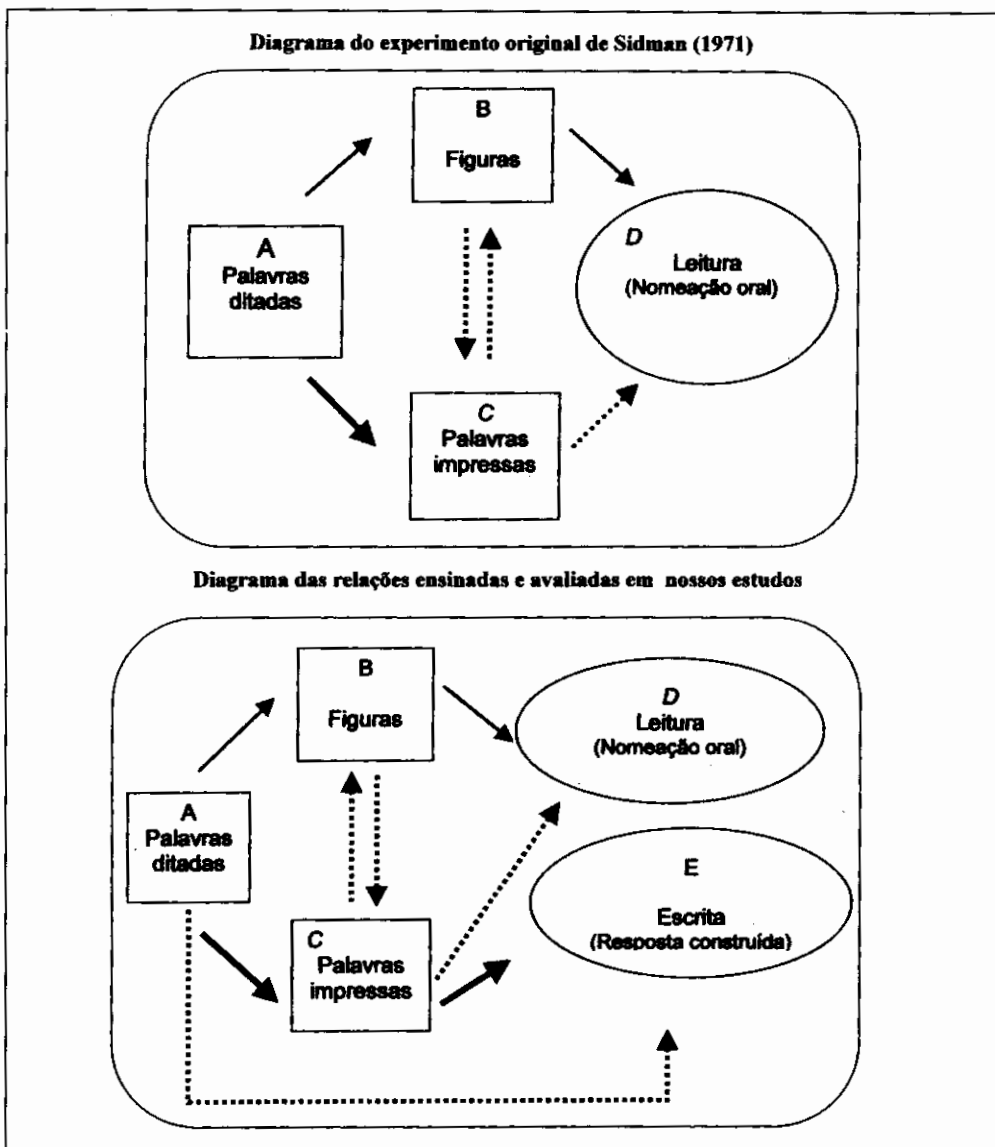 Diagrama do experimento original de Sidman (1971)
B
Figuras
A
Palavras
ditadas
D
Leitura
(Nomeação oral)
C
Palavras
impressas
Diagrama das relações ensinadas e avaliadas em nossos estudos
B
Figuras
D
Leitura
(Nomeação oral)
A
Palavras
ditadas
E
Escrita
(Resposta construída)
C
Palavras
impressas